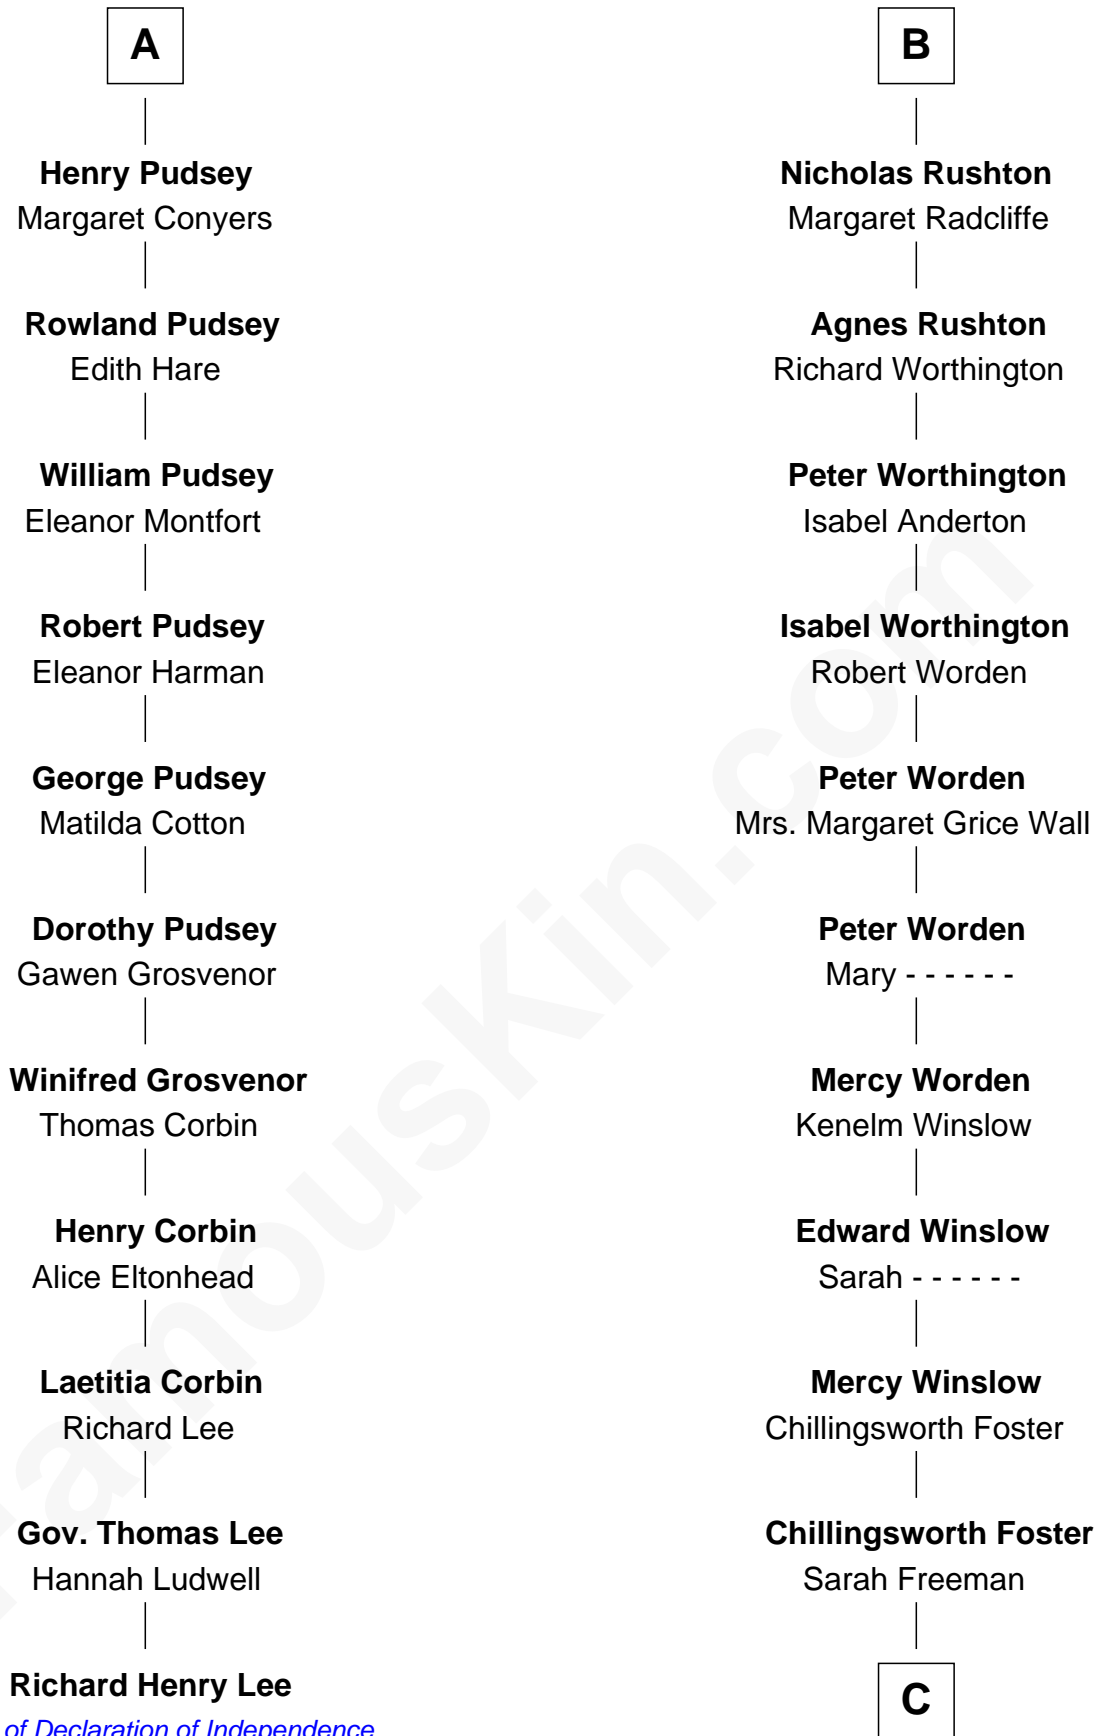 A
Henry Pudsey
Margaret Conyers
Rowland Pudsey
Edith Hare
William Pudsey
Eleanor Montfort
Robert Pudsey
Eleanor Harman
George Pudsey
Matilda Cotton
Dorothy Pudsey
Gawen Grosvenor
Winifred Grosvenor
Thomas Corbin
Henry Corbin
Alice Eltonhead
Laetitia Corbin
Richard Lee
Gov. Thomas Lee
Hannah Ludwell
Richard Henry Lee
of Declaration of Independence
B
Nicholas Rushton
Margaret Radcliffe
Agnes Rushton
Richard Worthington
Peter Worthington
Isabel Anderton
Isabel Worthington
Robert Worden
Peter Worden
Mrs. Margaret Grice Wall
Peter Worden
Mary - - - - - -
Mercy Worden
Kenelm Winslow
Edward Winslow
Sarah - - - - - -
Mercy Winslow
Chillingsworth Foster
Chillingsworth Foster
Sarah Freeman
C
FamousKin.com